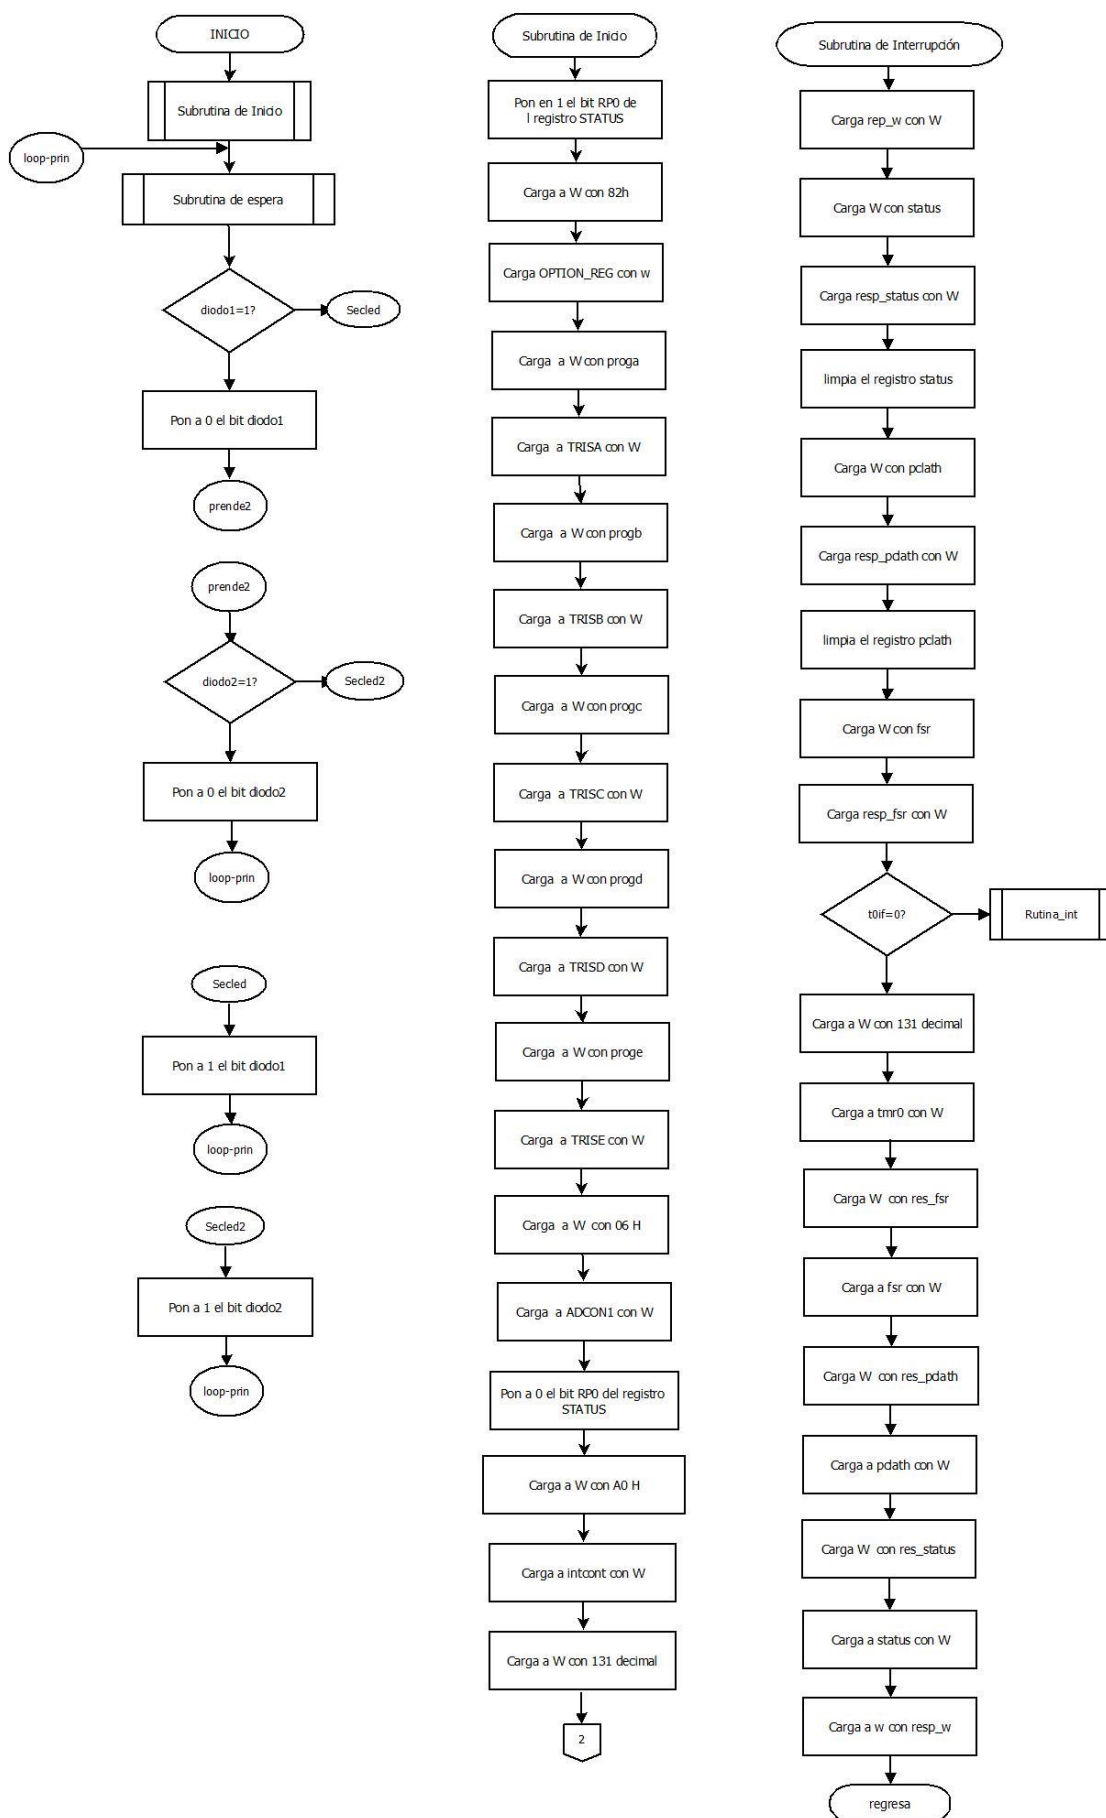 INICIO
Subrutina de Inicio
loop-prin
Subrutina de espera
diodo1=1?
Secled
Pon a 0 el bit diodo1
prende2
prende2
diodo2=1?
Secled2
Pon a 0 el bit diodo2
loop-prin
Secled
Pon a 1 el bit diodo1
loop-prin
Secled2
Pon a 1 el bit diodo2
loop-prin
Subrutina de Inicio
Pon en 1 el bit RP0 de
l registro STATUS
Carga a W con 82h
Carga OPTION_REG con w
Carga a W con proga
Carga a TRISA con W
Carga a W con progb
Carga a TRISB con W
Carga a W con progc
Carga a TRISC con W
Carga a W con progd
Carga a TRISD con W
Carga a W con proge
Carga a TRISE con W
Carga a W con 06 H
Carga a ADCON1 con W
Pon a 0 el bit RP0 del registro
STATUS
Carga a W con A0 H
Carga a intcont con W
Carga a W con 131 decimal
2
Subrutina de Interrupción
Carga rep_w con W
Carga W con status
Carga resp_status con W
limpia el registro status
Carga W con pclath
Carga resp_pclath con W
limpia el registro pclath
Carga W con fsr
Carga resp_fsr con W
t0if=0?
Rutina_int
Carga a W con 131 decimal
Carga a tmr0 con W
Carga W con res_fsr
Carga a fsr con W
Carga W con res_pclath
Carga a pclath con W
Carga W con res_status
Carga a status con W
Carga a w con resp_w
regresa